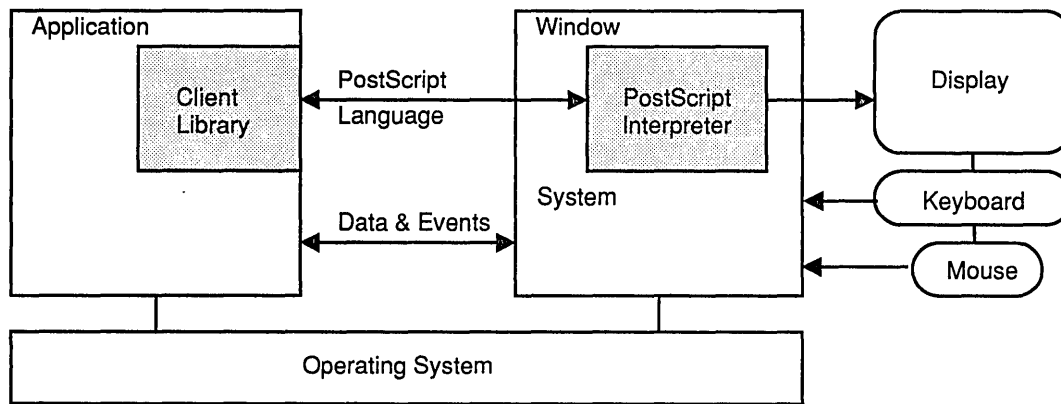 Application
Client
Library
PostScript
Language
Window
PostScript
Interpreter
System
Data & Events
Display
Keyboard
Mouse
Operating System